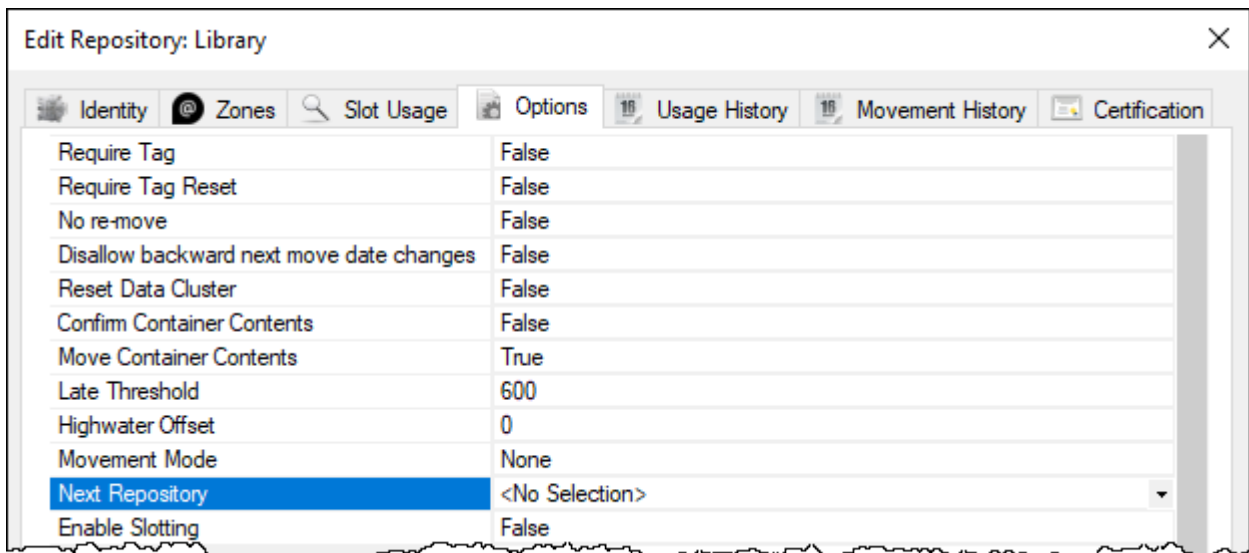 Edit Repository: Library
Identity Zones Slot Usage Options Usage History Movement History Certification
Require Tag False
Require Tag Reset False
No re-move False
Disallow backward next move date changes False
Reset Data Cluster False
Confirm Container Contents False
Move Container Contents True
Late Threshold 600
Highwater Offset 0
Movement Mode None
Next Repository <No Selection>
Enable Slotting False